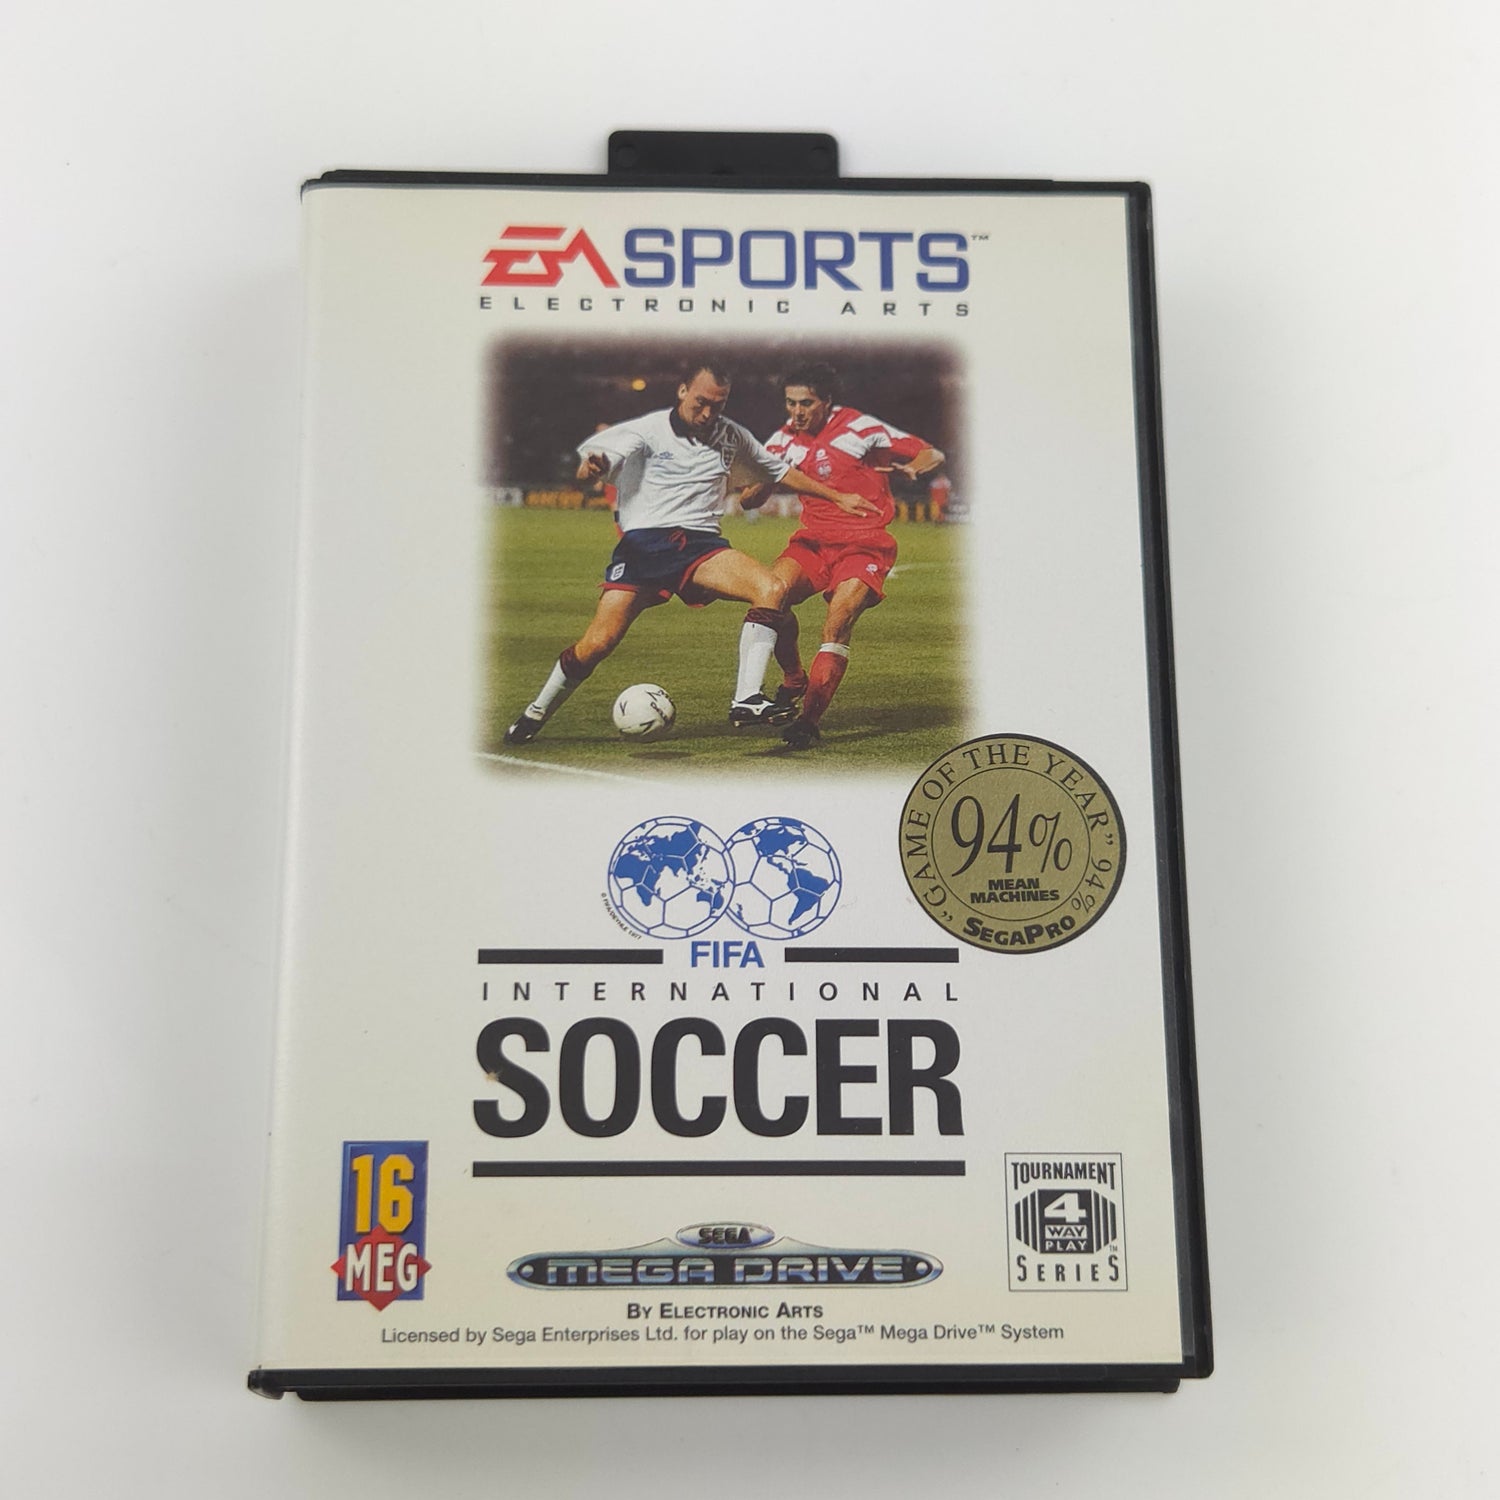 EA SPORTS™
ELECTRONIC ARTS
"GAME OF THE YEAR" 94%
94%
MEAN
MACHINES
SEGAPRO
FIFA
INTERNATIONAL
SOCCER
16
MEG
TOURNAMENT
4
WAY
PLAY™
SERIES
SEGA
MEGA DRIVE
BY ELECTRONIC ARTS
Licensed by Sega Enterprises Ltd. for play on the Sega™ Mega Drive™ System